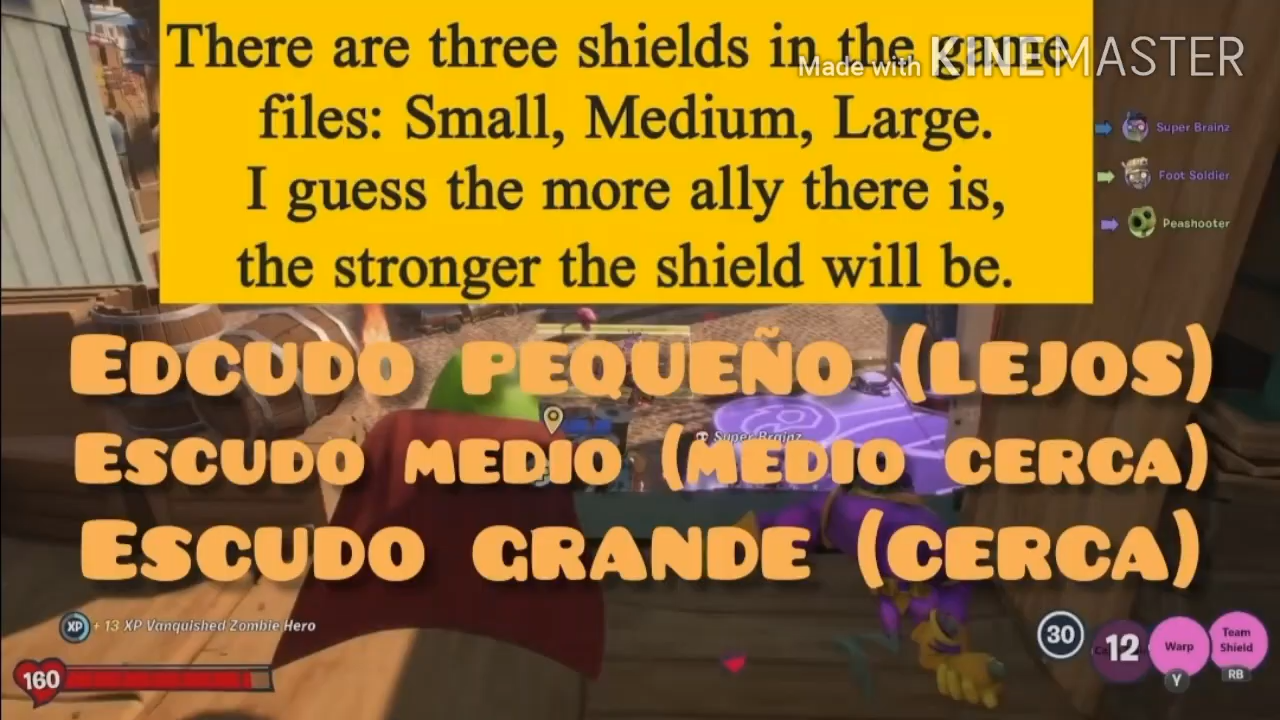 There are three shields in the game
Made with KINEMASTER
files: Small, Medium, Large.
I guess the more ally there is,
the stronger the shield will be.
Super Brainz
Foot Soldier
Peashooter
EDCUDO PEQUEÑO (LEJOS)
Super Brainz
ESCUDO MEDIO (MEDIO CERCA)
ESCUDO GRANDE (CERCA)
XP + 13 XP Vanquished Zombie Hero
160
30
12
Warp
Y
Team
Shield
RB